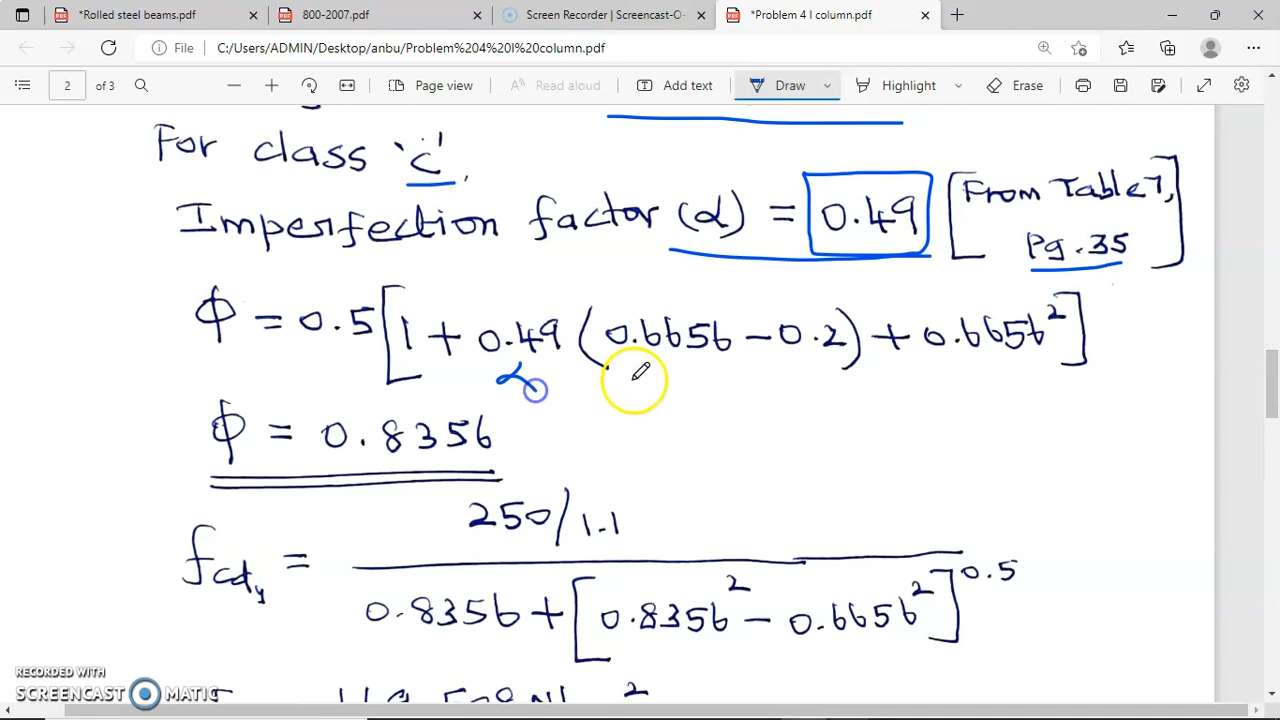 *Rolled steel beams.pdf
800-2007.pdf
Screen Recorder | Screencast-O-
*Problem 4 I column.pdf
File
C:/Users/ADMIN/Desktop/anbu/Problem%204%20I%20column.pdf
2 of 3
Page view
Read aloud
Add text
Draw
Highlight
Erase
For class 'c',
Imperfection factor (α) = 0.49 [From Table 7, Pg.35]
ϕ = 0.5 [1 + 0.49 (0.6656 - 0.2) + 0.6656²]
α
ϕ = 0.8356
250/1.1
fcdy =
0.8356 + [0.8356² - 0.6656²]^0.5
RECORDED WITH
SCREENCAST MATIC